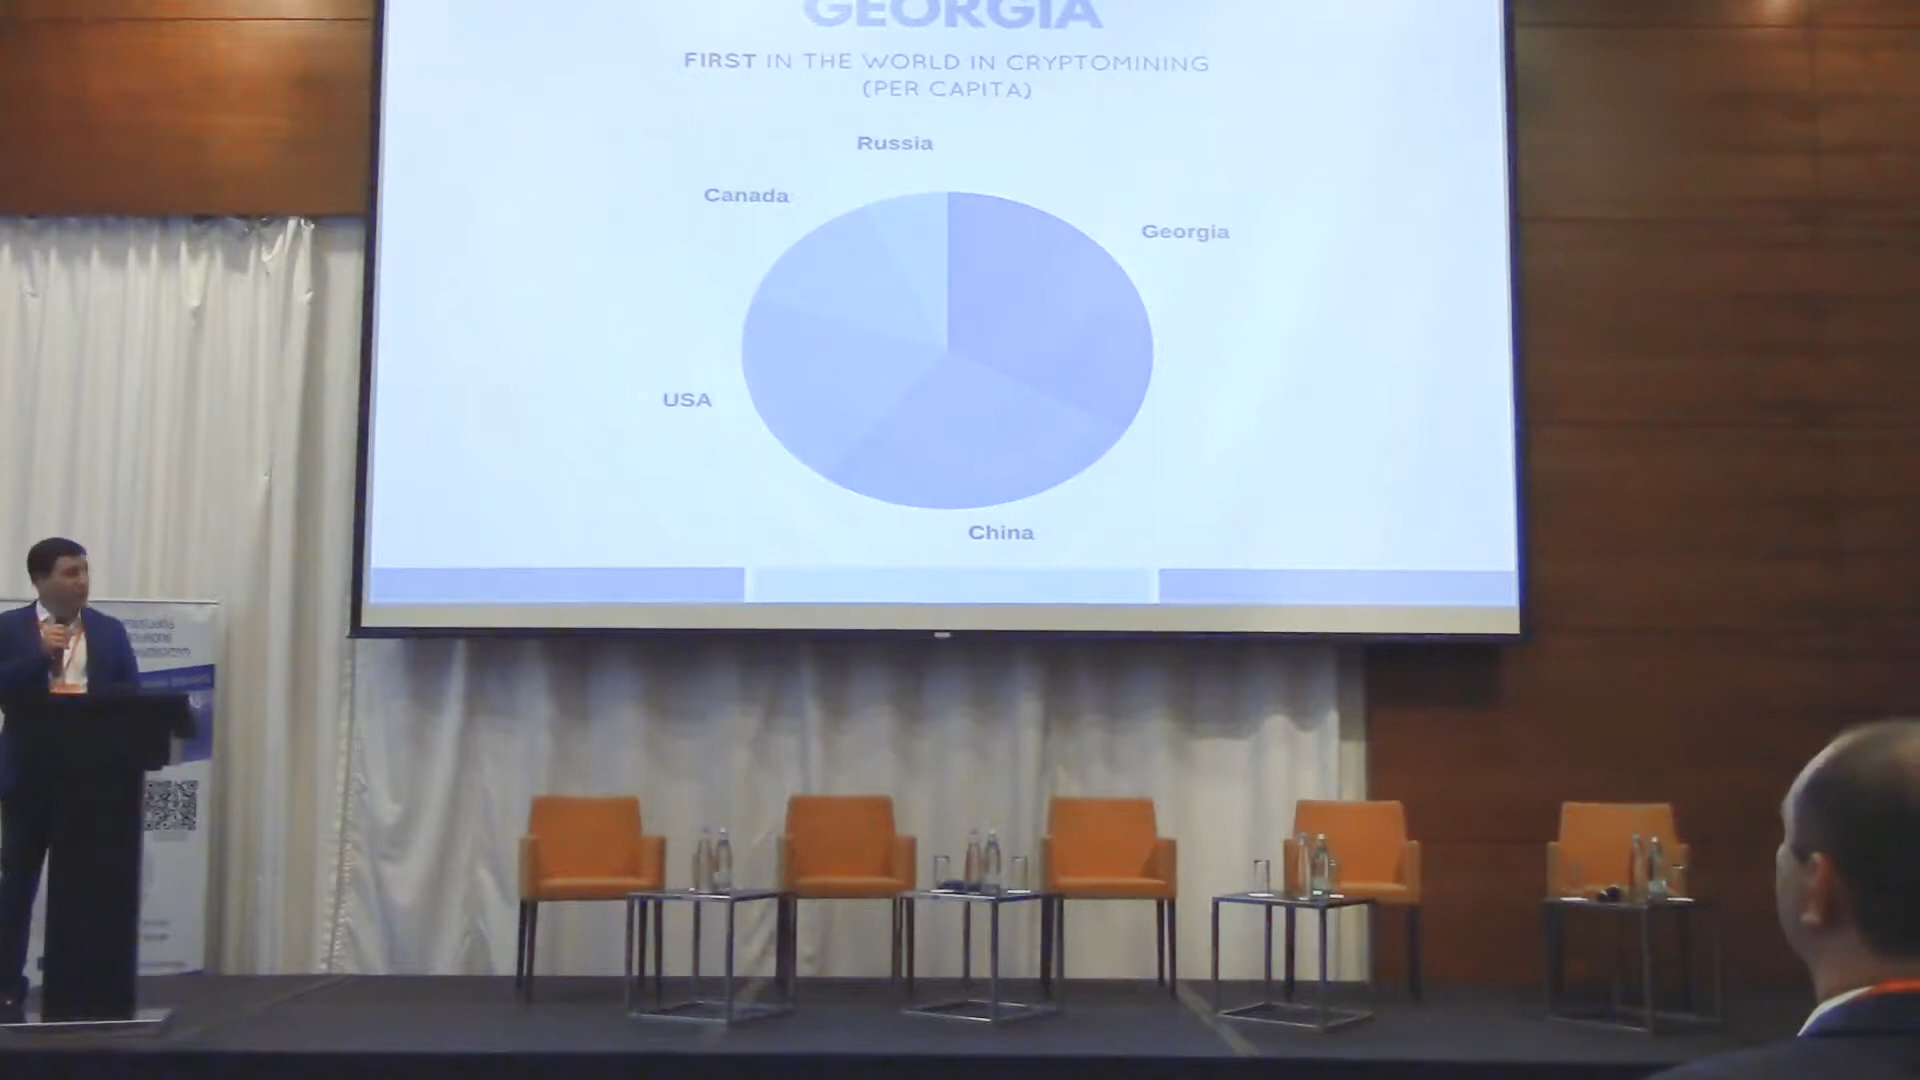 GEORGIA
FIRST IN THE WORLD IN CRYPTOMINING
(PER CAPITA)
Russia
Canada
Georgia
USA
China